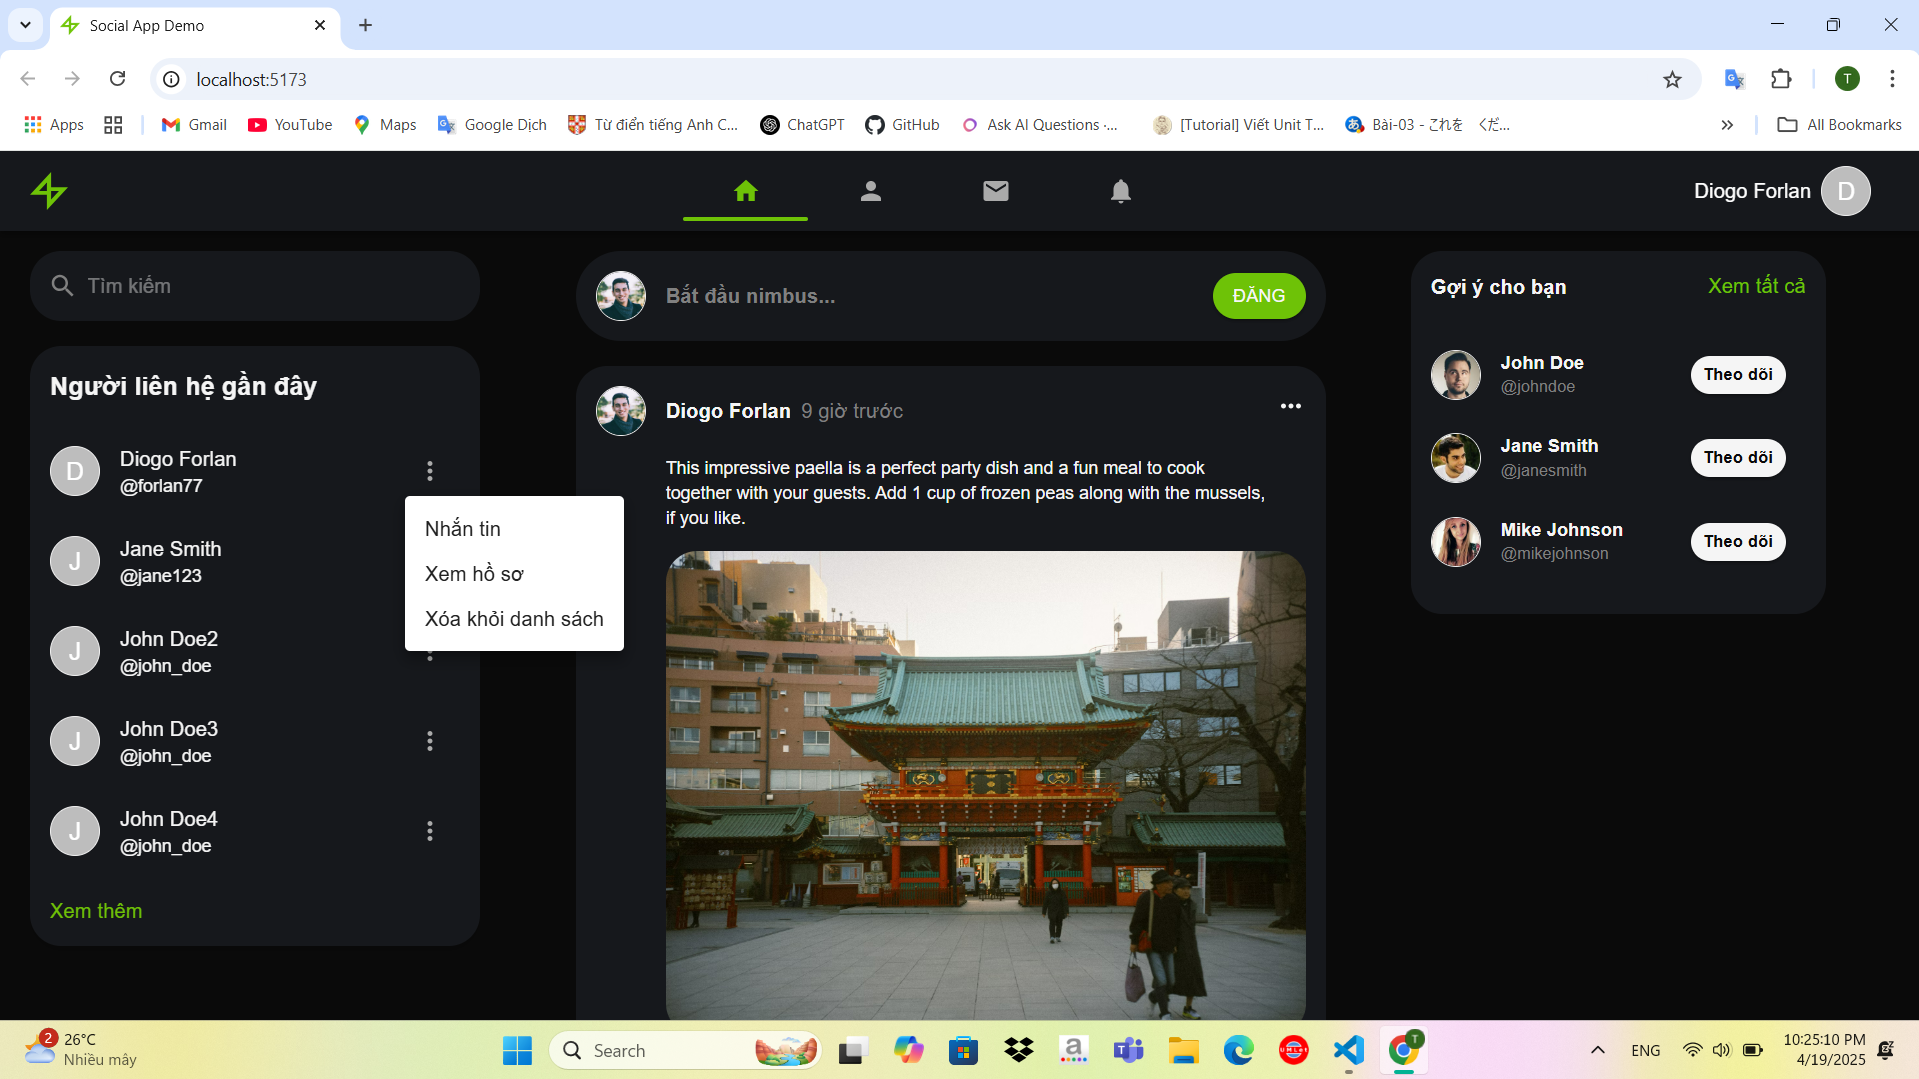 Social App Demo
localhost:5173
T
Apps
Gmail
YouTube
Maps
Google Dịch
Từ điển tiếng Anh C...
ChatGPT
GitHub
Ask AI Questions ·...
[Tutorial] Viết Unit T...
Bài-03 - これを くだ...
All Bookmarks
Diogo Forlan
D
Tìm kiếm
Người liên hệ gần đây
D
Diogo Forlan
@forlan77
J
Jane Smith
@jane123
J
John Doe2
@john_doe
J
John Doe3
@john_doe
J
John Doe4
@john_doe
Xem thêm
Nhắn tin
Xem hồ sơ
Xóa khỏi danh sách
Bắt đầu nimbus...
ĐĂNG
Diogo Forlan 9 giờ trước
This impressive paella is a perfect party dish and a fun meal to cook
together with your guests. Add 1 cup of frozen peas along with the mussels,
if you like.
Gợi ý cho bạn
Xem tất cả
John Doe
@johndoe
Theo dõi
Jane Smith
@janesmith
Theo dõi
Mike Johnson
@mikejohnson
Theo dõi
2
26°C
Nhiều mây
Search
ENG
10:25:10 PM
4/19/2025